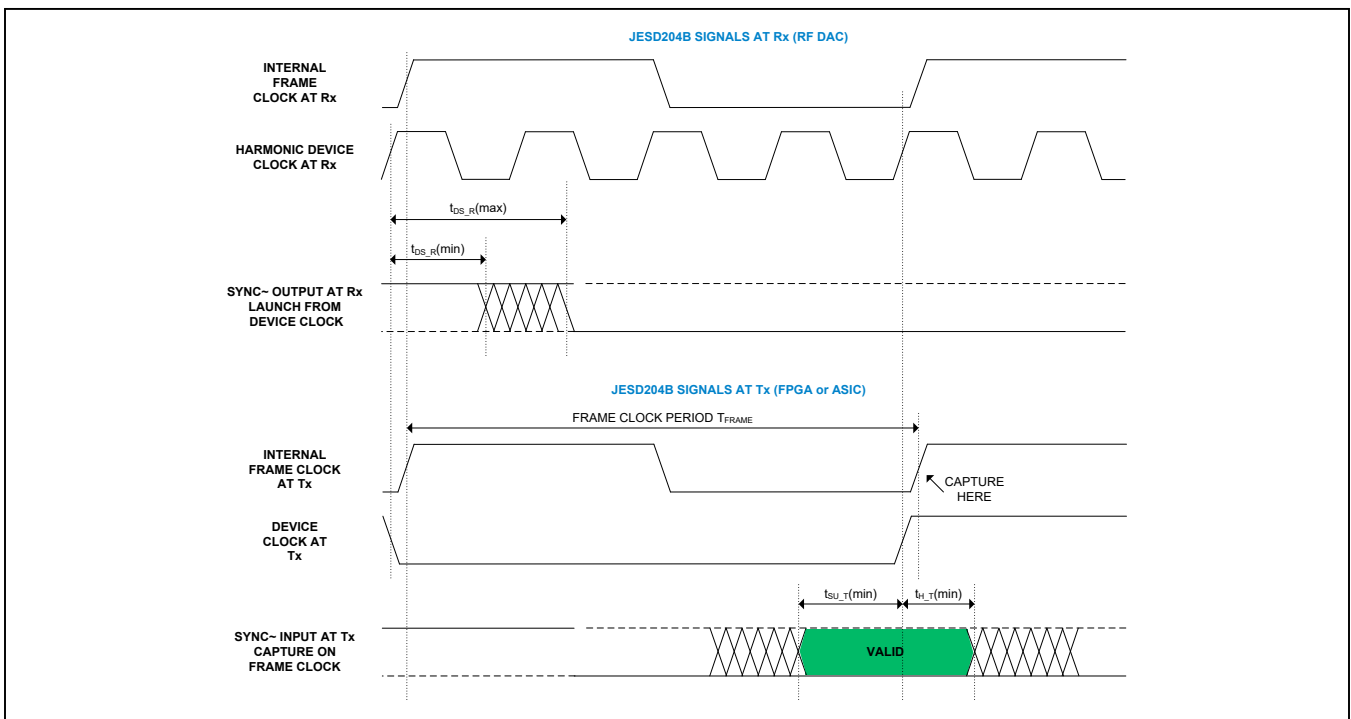 JESD204B SIGNALS AT Rx (RF DAC)
INTERNAL
FRAME
CLOCK AT Rx
HARMONIC DEVICE
CLOCK AT Rx
tDS_R(max)
tDS_R(min)
SYNC~ OUTPUT AT Rx
LAUNCH FROM
DEVICE CLOCK
JESD204B SIGNALS AT Tx (FPGA or ASIC)
FRAME CLOCK PERIOD TFRAME
INTERNAL
FRAME CLOCK
AT Tx
CAPTURE
HERE
DEVICE
CLOCK AT
Tx
tSU_T(min)
tH_T(min)
SYNC~ INPUT AT Tx
CAPTURE ON
FRAME CLOCK
VALID